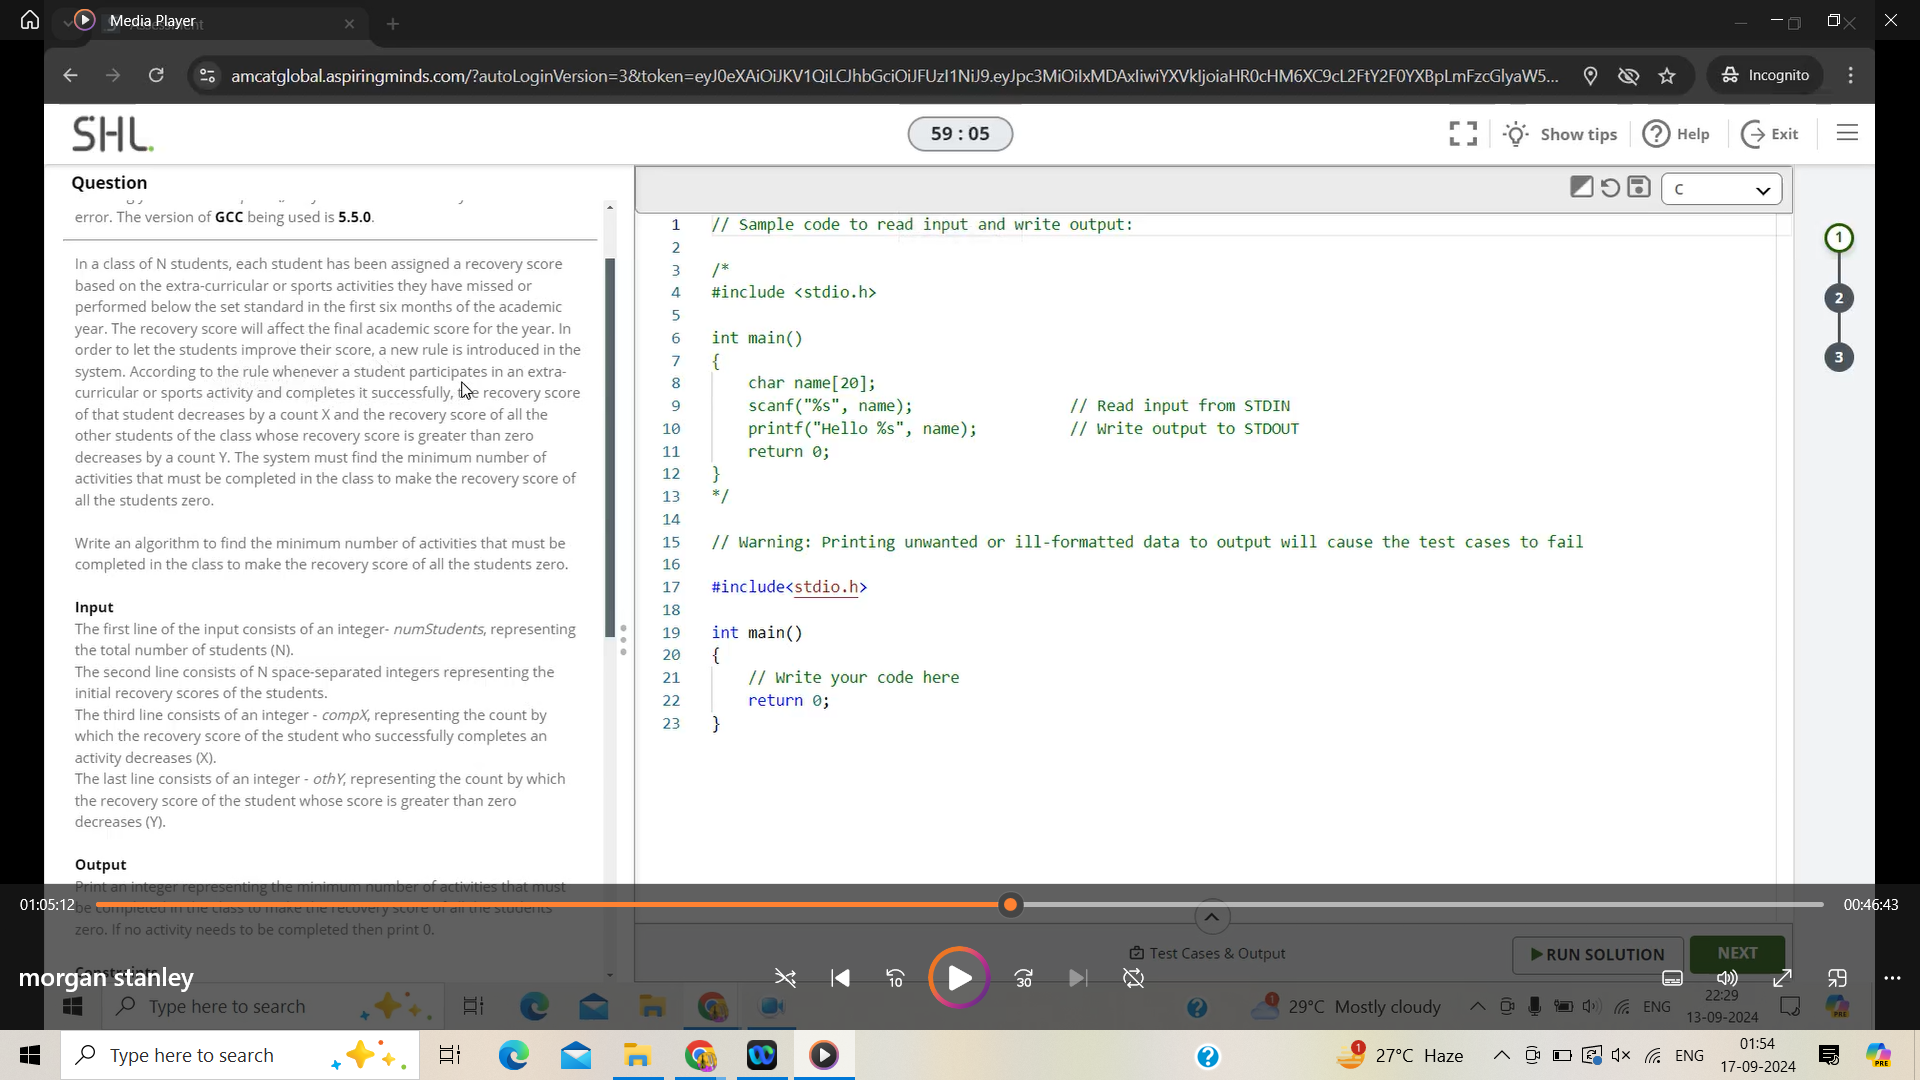 Media Player
amcatglobal.aspiringminds.com/?autoLoginVersion=3&token=eyJ0eXAiOiJKV1QiLCJhbGciOiJFUzI1NiJ9.eyJpc3MiOiIxMDAxIiwiYXVkIjoiaHR0cHM6XC9cL2FtY2F0YXBpLmFzcGlyaW5...
Incognito
SHL.
59 : 05
Show tips
Help
Exit
Question
error. The version of GCC being used is 5.5.0.
In a class of N students, each student has been assigned a recovery score
based on the extra-curricular or sports activities they have missed or
performed below the set standard in the first six months of the academic
year. The recovery score will affect the final academic score for the year. In
order to let the students improve their score, a new rule is introduced in the
system. According to the rule whenever a student participates in an extra-
curricular or sports activity and completes it successfully, the recovery score
of that student decreases by a count X and the recovery score of all the
other students of the class whose recovery score is greater than zero
decreases by a count Y. The system must find the minimum number of
activities that must be completed in the class to make the recovery score of
all the students zero.
Write an algorithm to find the minimum number of activities that must be
completed in the class to make the recovery score of all the students zero.
Input
The first line of the input consists of an integer- numStudents, representing
the total number of students (N).
The second line consists of N space-separated integers representing the
initial recovery scores of the students.
The third line consists of an integer - compX, representing the count by
which the recovery score of the student who successfully completes an
activity decreases (X).
The last line consists of an integer - othY, representing the count by which
the recovery score of the student whose score is greater than zero
decreases (Y).
Output
Print an integer representing the minimum number of activities that must
be completed in the class to make the recovery score of all the students
zero. If no activity needs to be completed then print 0.
Constraints
C
1 // Sample code to read input and write output:
2
3 /*
4 #include <stdio.h>
5
6 int main()
7 {
8 char name[20];
9 scanf("%s", name); // Read input from STDIN
10 printf("Hello %s", name); // Write output to STDOUT
11 return 0;
12 }
13 */
14
15 // Warning: Printing unwanted or ill-formatted data to output will cause the test cases to fail
16
17 #include<stdio.h>
18
19 int main()
20 {
21 // Write your code here
22 return 0;
23 }
1
2
3
01:05:12
00:46:43
Test Cases & Output
RUN SOLUTION
NEXT
morgan stanley
10
30
Type here to search
29°C Mostly cloudy
ENG
22:29
13-09-2024
Type here to search
27°C Haze
ENG
01:54
17-09-2024